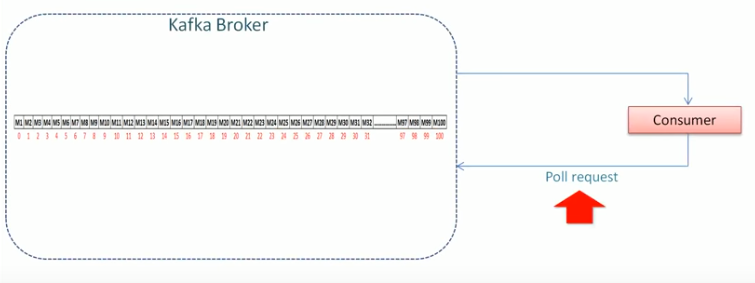 Kafka Broker
M1 M2 M3 M4 M5 M6 M7 M8 M9 M10 M11 M12 M13 M14 M15 M16 M17 M18 M19 M20 M21 M22 M23 M24 M25 M26 M27 M28 M29 M30 M31 M32 ............... M97 M98 M99 M100
0 1 2 3 4 5 6 7 8 9 10 11 12 13 14 15 16 17 18 19 20 21 22 23 24 25 26 27 28 29 30 31 97 98 99 100
Consumer
Poll request